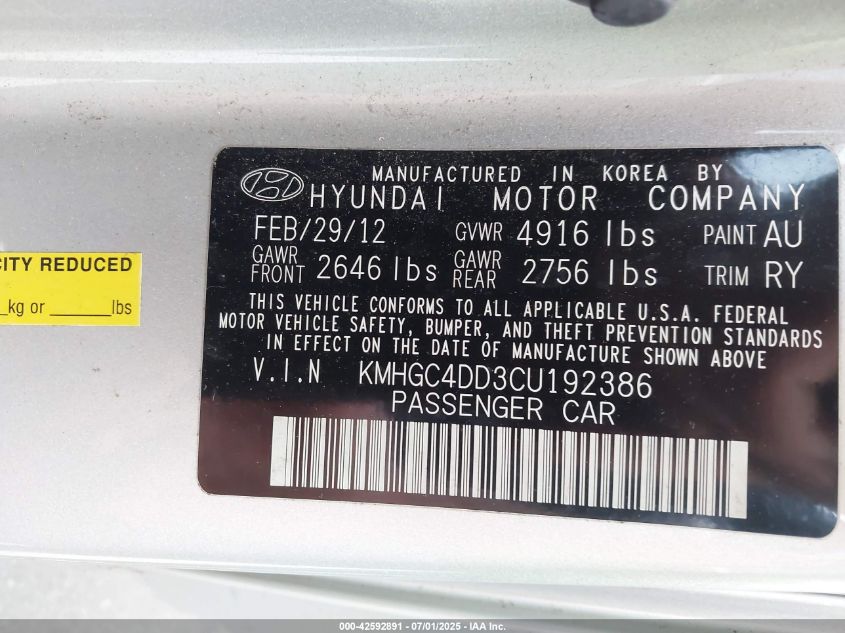 MANUFACTURED IN KOREA BY
HYUNDAI MOTOR COMPANY
FEB/29/12 GVWR 4916 lbs PAINT AU
GAWR FRONT 2646 lbs GAWR REAR 2756 lbs TRIM RY
THIS VEHICLE CONFORMS TO ALL APPLICABLE U.S.A. FEDERAL
MOTOR VEHICLE SAFETY, BUMPER, AND THEFT PREVENTION STANDARDS
IN EFFECT ON THE DATE OF MANUFACTURE SHOWN ABOVE
V.I.N KMHGC4DD3CU192386
PASSENGER CAR
CITY REDUCED
_kg or ______lbs
000-42592891 - 07/01/2025 - IAA Inc.